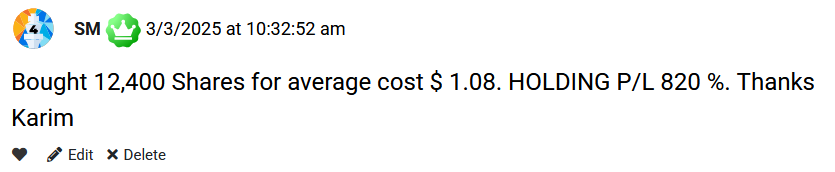 4 SM 3/3/2025 at 10:32:52 am
Bought 12,400 Shares for average cost $ 1.08. HOLDING P/L 820 %. Thanks
Karim
Edit Delete